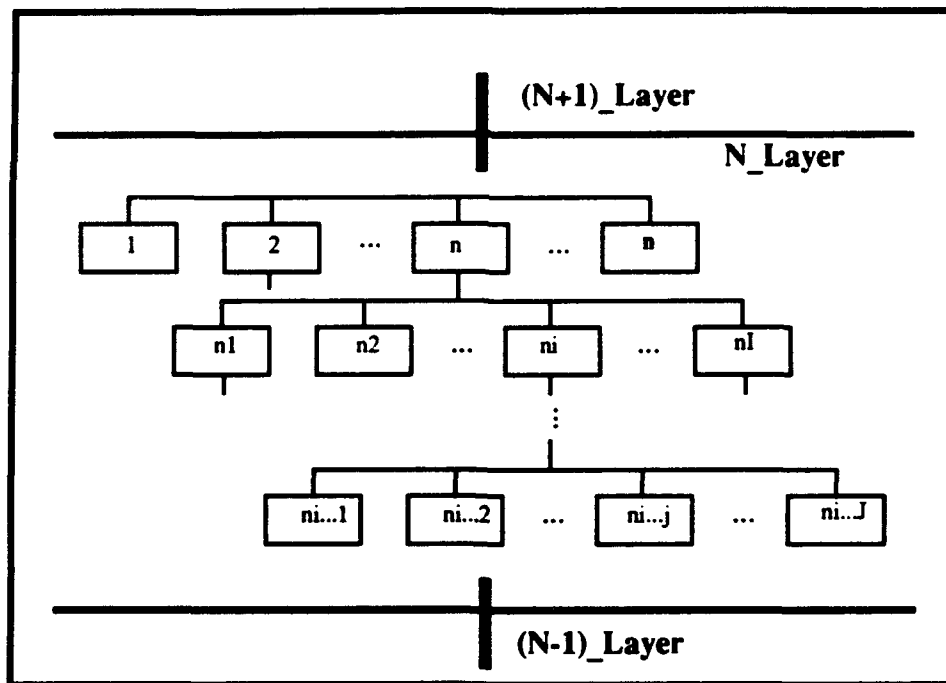 (N+1)_Layer
N_Layer
1 2 ... n ... n
n1 n2 ... ni ... nI
⋮
ni...1 ni...2 ... ni...j ... ni...J
(N-1)_Layer